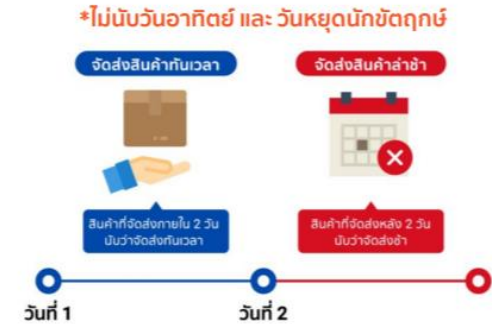 *ไม่นับวันอาทิตย์ และ วันหยุดนักขัตฤกษ์
จัดส่งสินค้าทันเวลา
จัดส่งสินค้าล่าช้า
สินค้าที่จัดส่งภายใน 2 วัน
นับว่าจัดส่งทันเวลา
สินค้าที่จัดส่งหลัง 2 วัน
นับว่าจัดส่งช้า
วันที่ 1
วันที่ 2